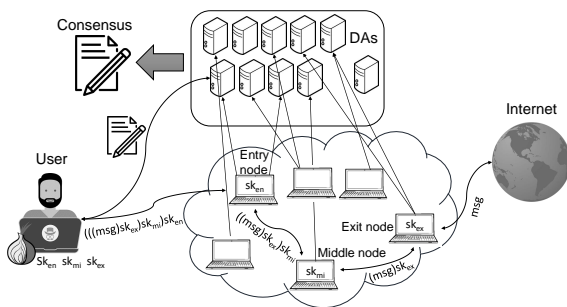 Consensus
DAs
Internet
User
Entry
node
sk_en
Exit node
sk_ex
msg
(((msg)sk_ex)sk_mi)sk_en
((msg)sk_ex)sk_mi
Middle node
sk_mi
(msg)sk_ex
Sk_en sk_mi sk_ex